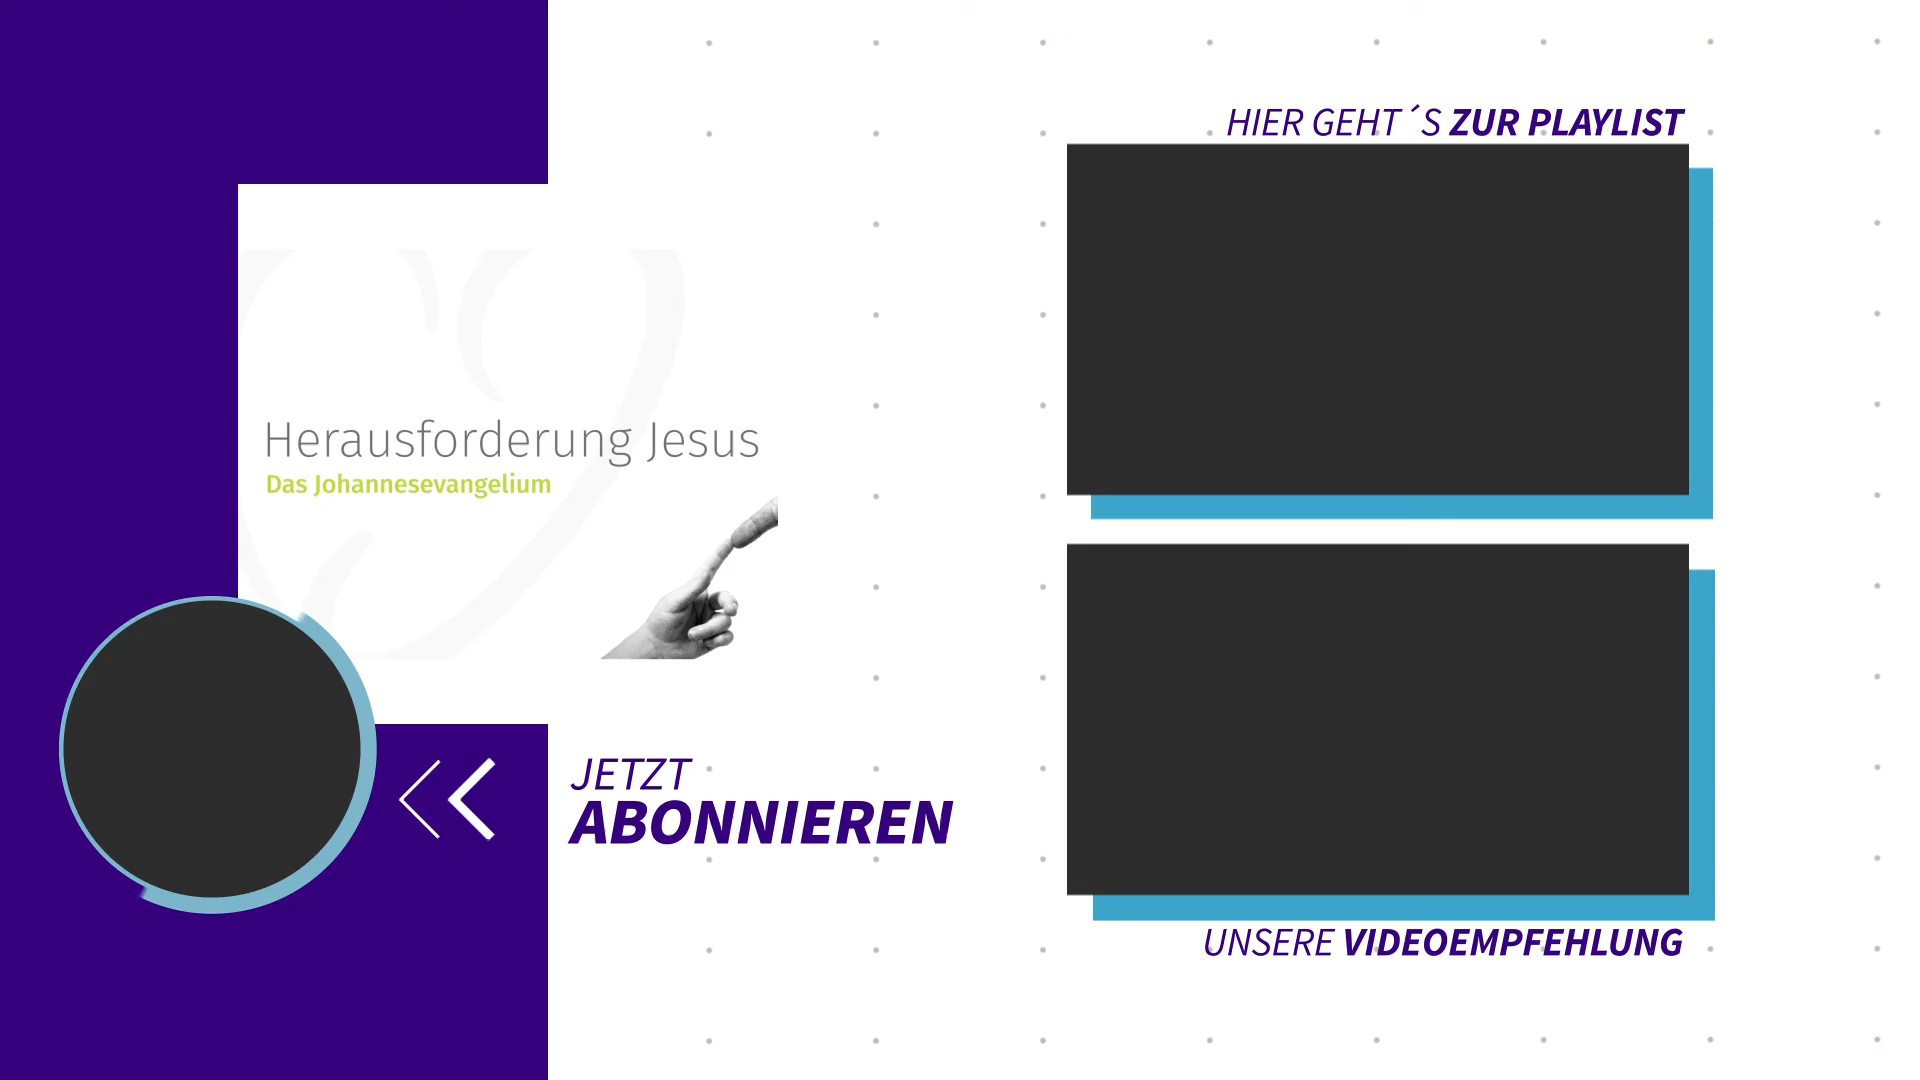 Herausforderung Jesus
Das Johannesevangelium
JETZT
ABONNIEREN
HIER GEHT´S ZUR PLAYLIST
UNSERE VIDEOEMPFEHLUNG